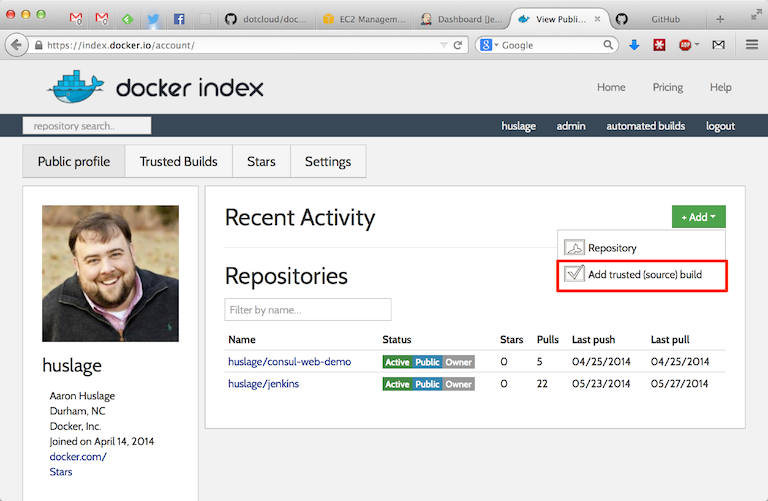 dotcloud/doc...
EC2 Managem...
Dashboard [Je...
View Publi...
GitHub
https://index.docker.io/account/
Google
ABP
docker index
Home Pricing Help
repository search..
huslage admin automated builds logout
Public profile Trusted Builds Stars Settings
Recent Activity
+ Add
Repository
Add trusted (source) build
Repositories
Filter by name...
Name Status Stars Pulls Last push Last pull
huslage/consul-web-demo Active Public Owner 0 5 04/25/2014 04/25/2014
huslage/jenkins Active Public Owner 0 22 05/23/2014 05/27/2014
huslage
Aaron Huslage
Durham, NC
Docker, Inc.
Joined on April 14, 2014
docker.com/
Stars